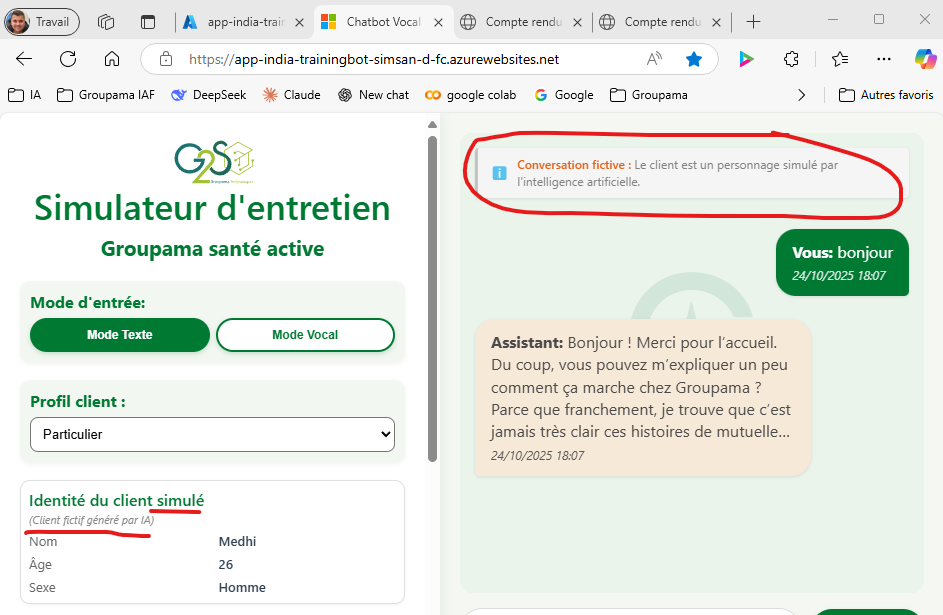 Travail
app-india-train
Chatbot Vocal
Compte rendu
Compte rendu
https://app-india-trainingbot-simsan-d-fc.azurewebsites.net
IA
Groupama IAF
DeepSeek
Claude
New chat
google colab
Google
Groupama
Autres favoris
G2S
Groupama
Simulateur d'entretien
Groupama santé active
Mode d'entrée:
Mode Texte
Mode Vocal
Profil client :
Particulier
Identité du client simulé
(Client fictif généré par IA)
Nom Medhi
Âge 26
Sexe Homme
Conversation fictive : Le client est un personnage simulé par
l'intelligence artificielle.
Vous: bonjour
24/10/2025 18:07
Assistant: Bonjour ! Merci pour l’accueil.
Du coup, vous pouvez m’expliquer un peu
comment ça marche chez Groupama ?
Parce que franchement, je trouve que c’est
jamais très clair ces histoires de mutuelle…
24/10/2025 18:07